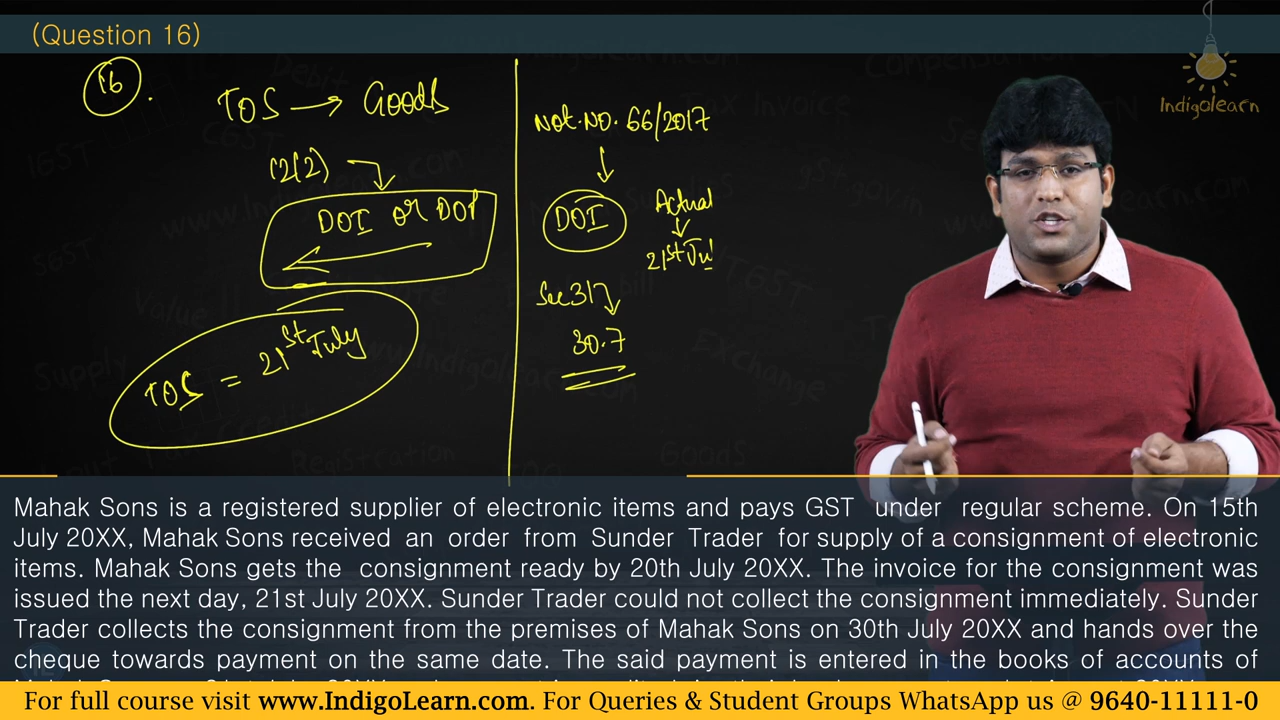 (Question 16)
16.
TOS → Goods
12(2)
DOI or DOP
TOS = 21st July
Not.No. 66/2017
DOI
Actual
21st Jul
Sec 31
30.7
Indigolearn
Mahak Sons is a registered supplier of electronic items and pays GST under regular scheme. On 15th
July 20XX, Mahak Sons received an order from Sunder Trader for supply of a consignment of electronic
items. Mahak Sons gets the consignment ready by 20th July 20XX. The invoice for the consignment was
issued the next day, 21st July 20XX. Sunder Trader could not collect the consignment immediately. Sunder
Trader collects the consignment from the premises of Mahak Sons on 30th July 20XX and hands over the
cheque towards payment on the same date. The said payment is entered in the books of accounts of
For full course visit www.IndigoLearn.com. For Queries & Student Groups WhatsApp us @ 9640-11111-0